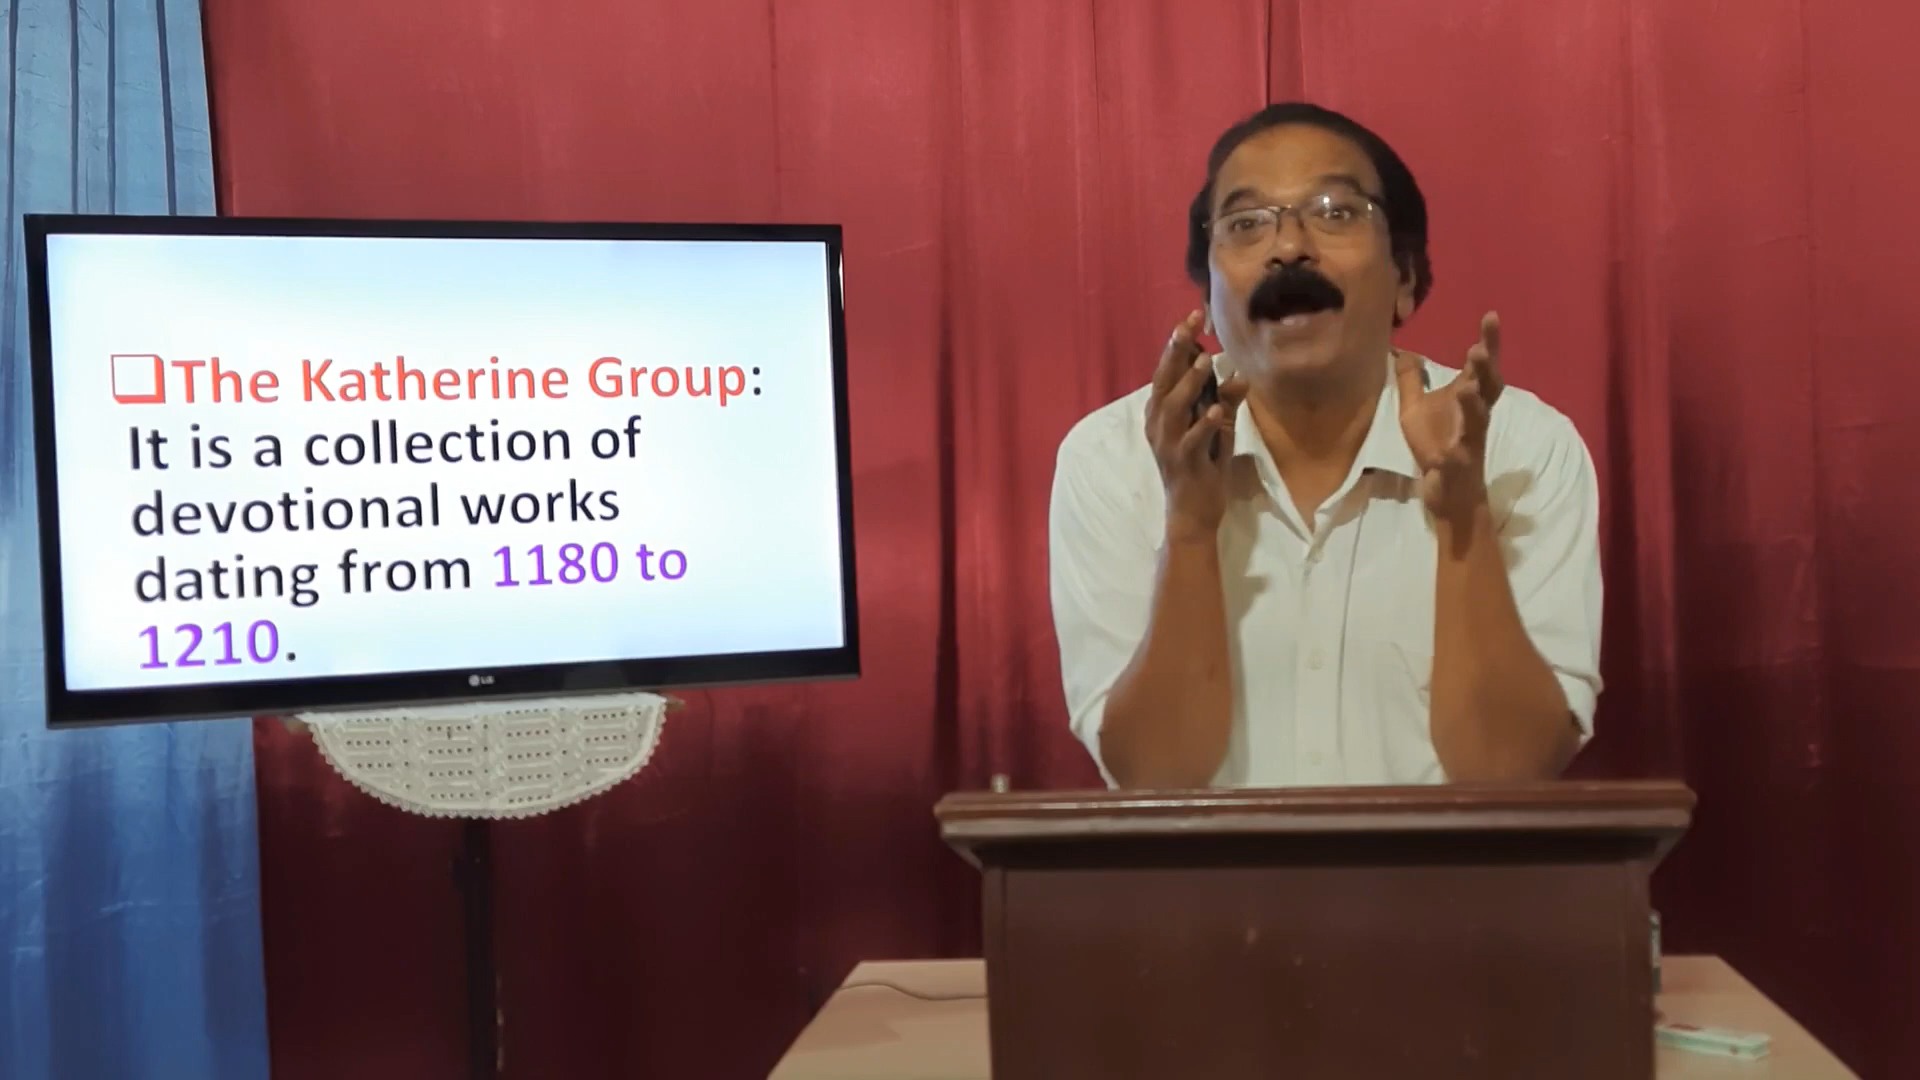 ❑The Katherine Group:
It is a collection of
devotional works
dating from 1180 to
1210.
LG